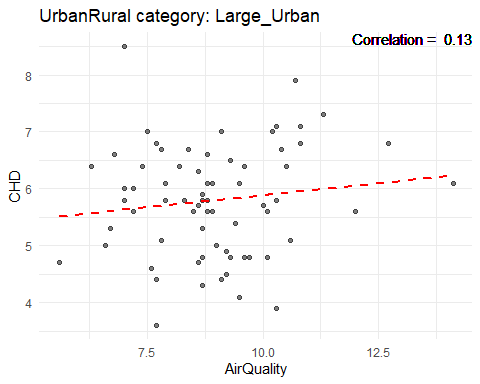 UrbanRural category: Large_Urban
Correlation = 0.13
8
7
6
5
4
CHD
7.5 10.0 12.5
AirQuality